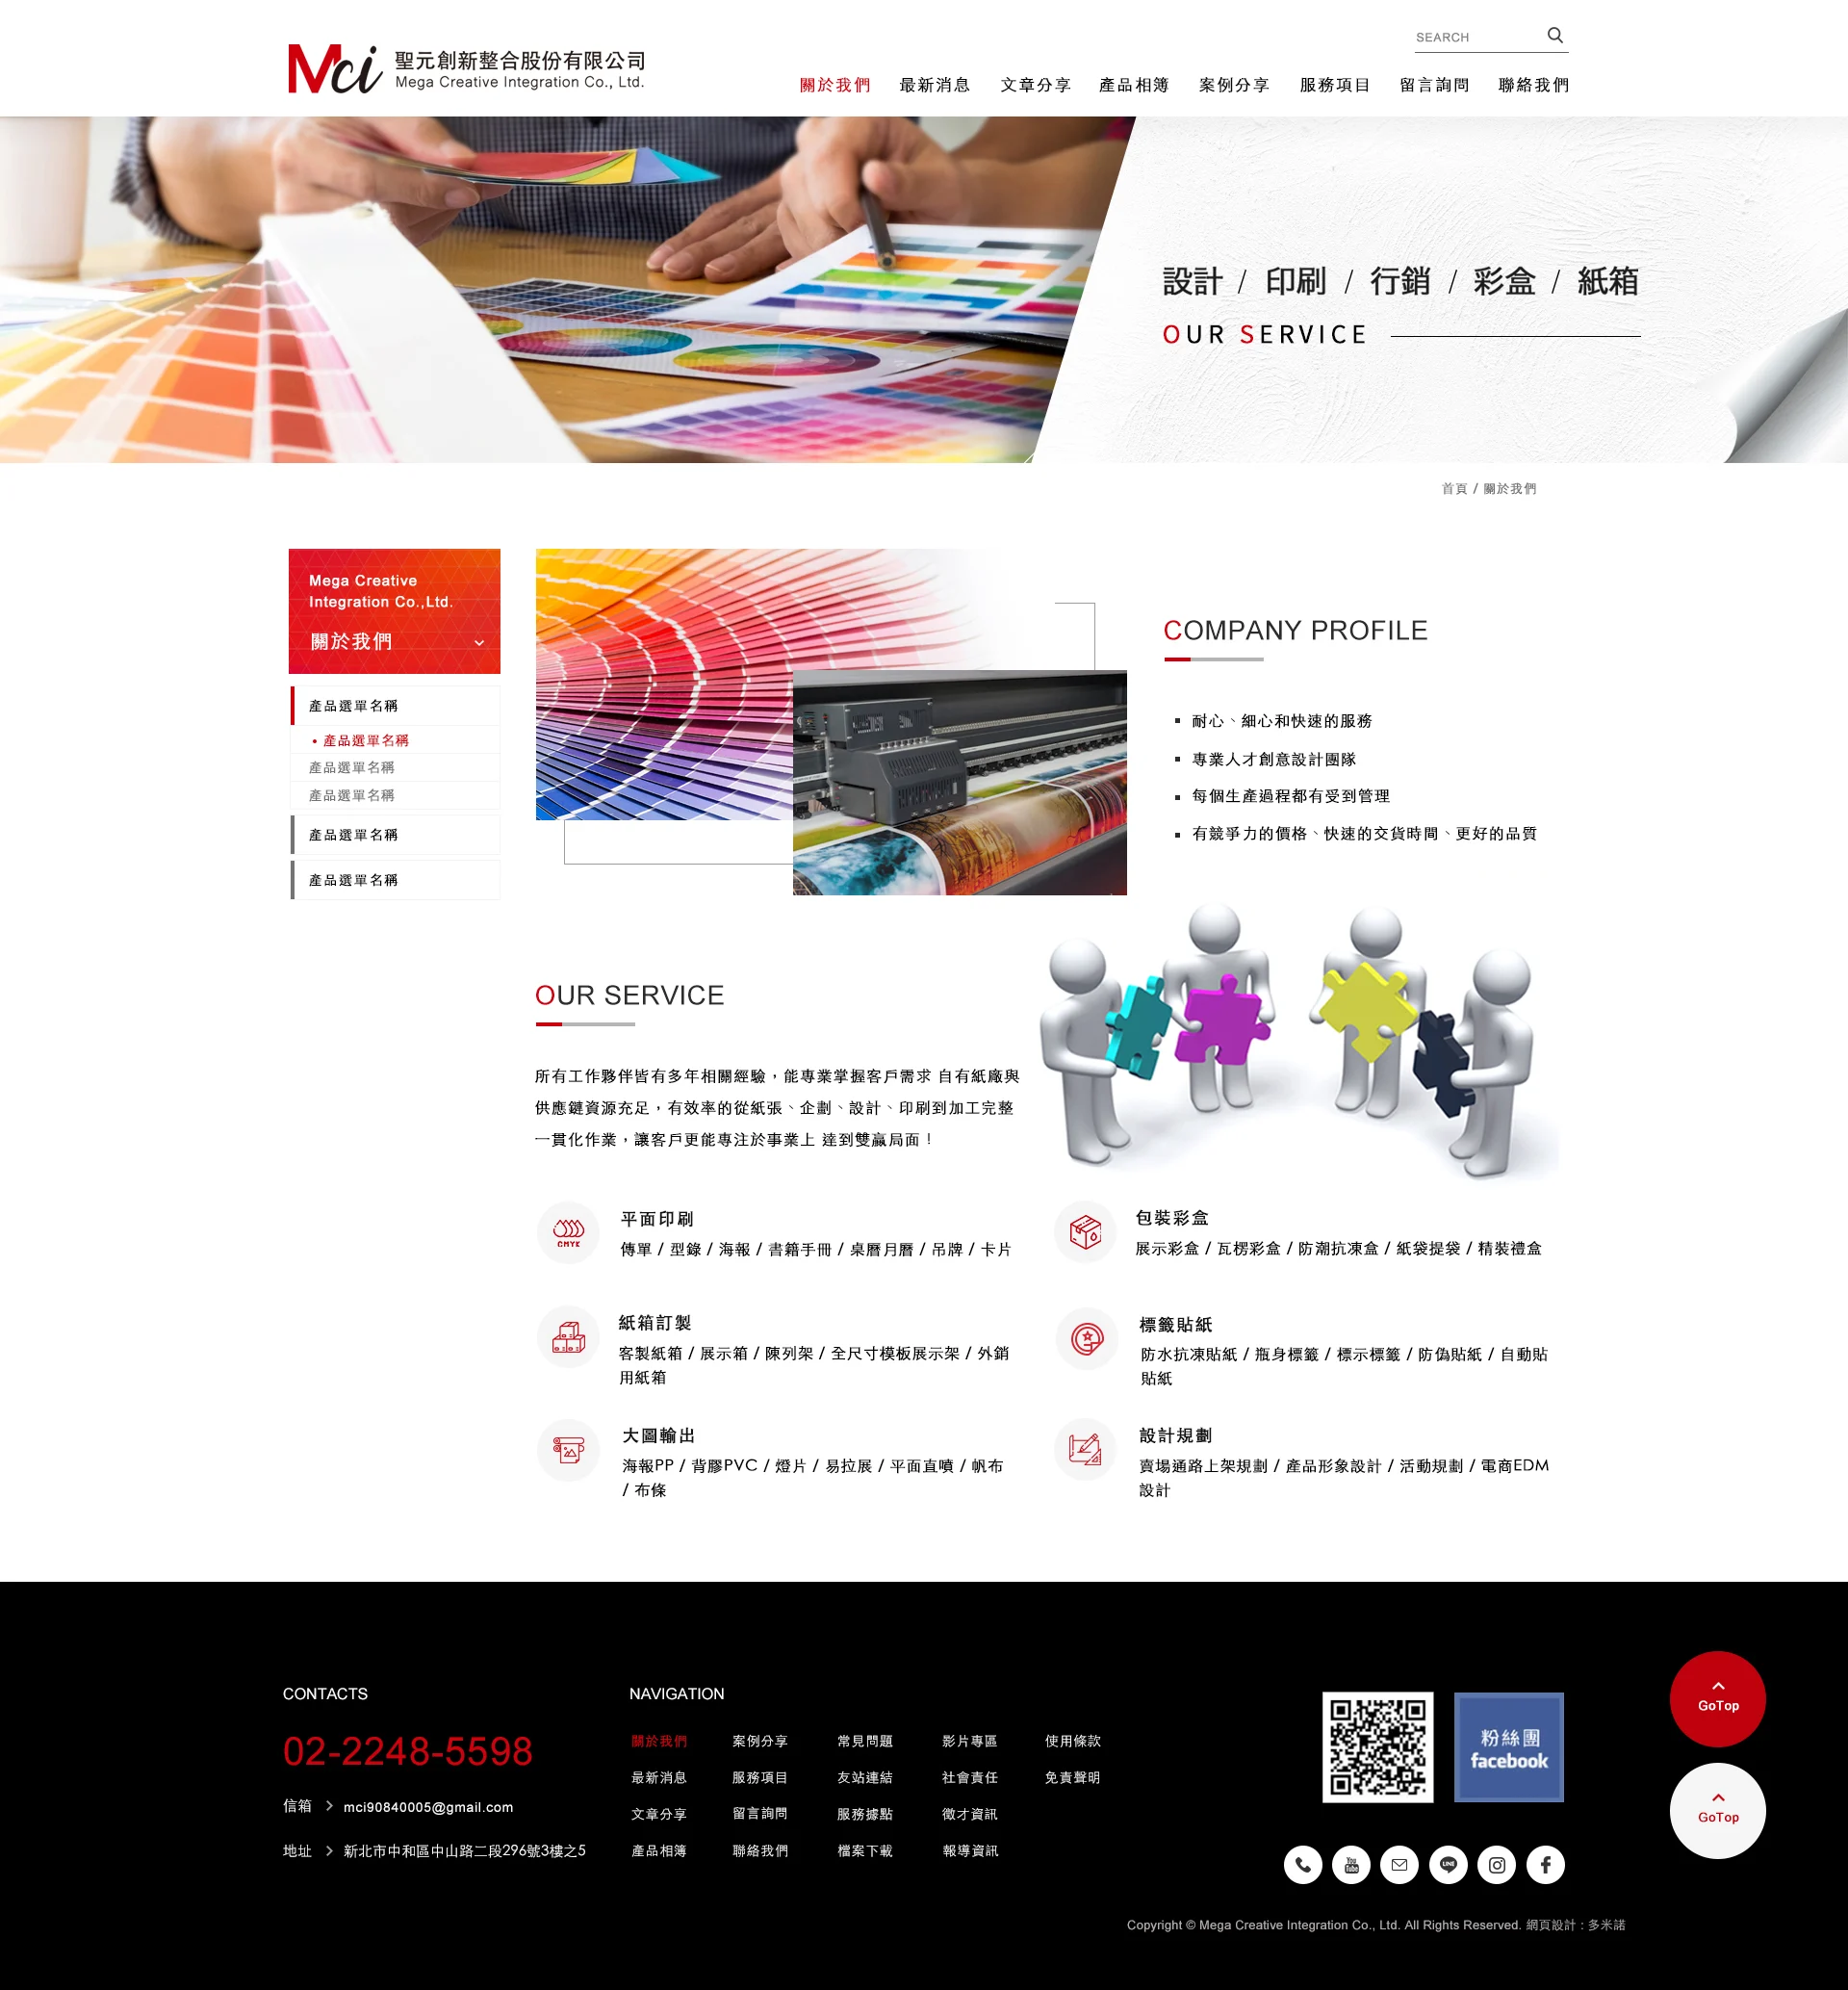 SEARCH
Mci 聖元創新整合股份有限公司
Mega Creative Integration Co., Ltd.
關於我們 最新消息 文章分享 產品相簿 案例分享 服務項目 留言詢問 聯絡我們
設計 / 印刷 / 行銷 / 彩盒 / 紙箱
OUR SERVICE
首頁 / 關於我們
Mega Creative
Integration Co.,Ltd.
關於我們
產品選單名稱
• 產品選單名稱
產品選單名稱
產品選單名稱
產品選單名稱
產品選單名稱
COMPANY PROFILE
耐心、細心和快速的服務
專業人才創意設計團隊
每個生產過程都有受到管理
有競爭力的價格、快速的交貨時間、更好的品質
OUR SERVICE
所有工作夥伴皆有多年相關經驗，能專業掌握客戶需求 自有紙廠與
供應鏈資源充足，有效率的從紙張、企劃、設計、印刷到加工完整
一貫化作業，讓客戶更能專注於事業上 達到雙贏局面！
CMYK
平面印刷
傳單 / 型錄 / 海報 / 書籍手冊 / 桌曆月曆 / 吊牌 / 卡片
包裝彩盒
展示彩盒 / 瓦楞彩盒 / 防潮抗凍盒 / 紙袋提袋 / 精裝禮盒
紙箱訂製
客製紙箱 / 展示箱 / 陳列架 / 全尺寸模板展示架 / 外銷
用紙箱
標籤貼紙
防水抗凍貼紙 / 瓶身標籤 / 標示標籤 / 防偽貼紙 / 自動貼
貼紙
大圖輸出
海報PP / 背膠PVC / 燈片 / 易拉展 / 平面直噴 / 帆布
/ 布條
設計規劃
賣場通路上架規劃 / 產品形象設計 / 活動規劃 / 電商EDM
設計
CONTACTS
02-2248-5598
信箱 > mci90840005@gmail.com
地址 > 新北市中和區中山路二段296號3樓之5
NAVIGATION
關於我們 案例分享 常見問題 影片專區 使用條款
最新消息 服務項目 友站連結 社會責任 免責聲明
文章分享 留言詢問 服務據點 徵才資訊
產品相簿 聯絡我們 檔案下載 報導資訊
粉絲團
facebook
GoTop
GoTop
You
Tube
LINE
Copyright © Mega Creative Integration Co., Ltd. All Rights Reserved. 網頁設計 : 多米諾